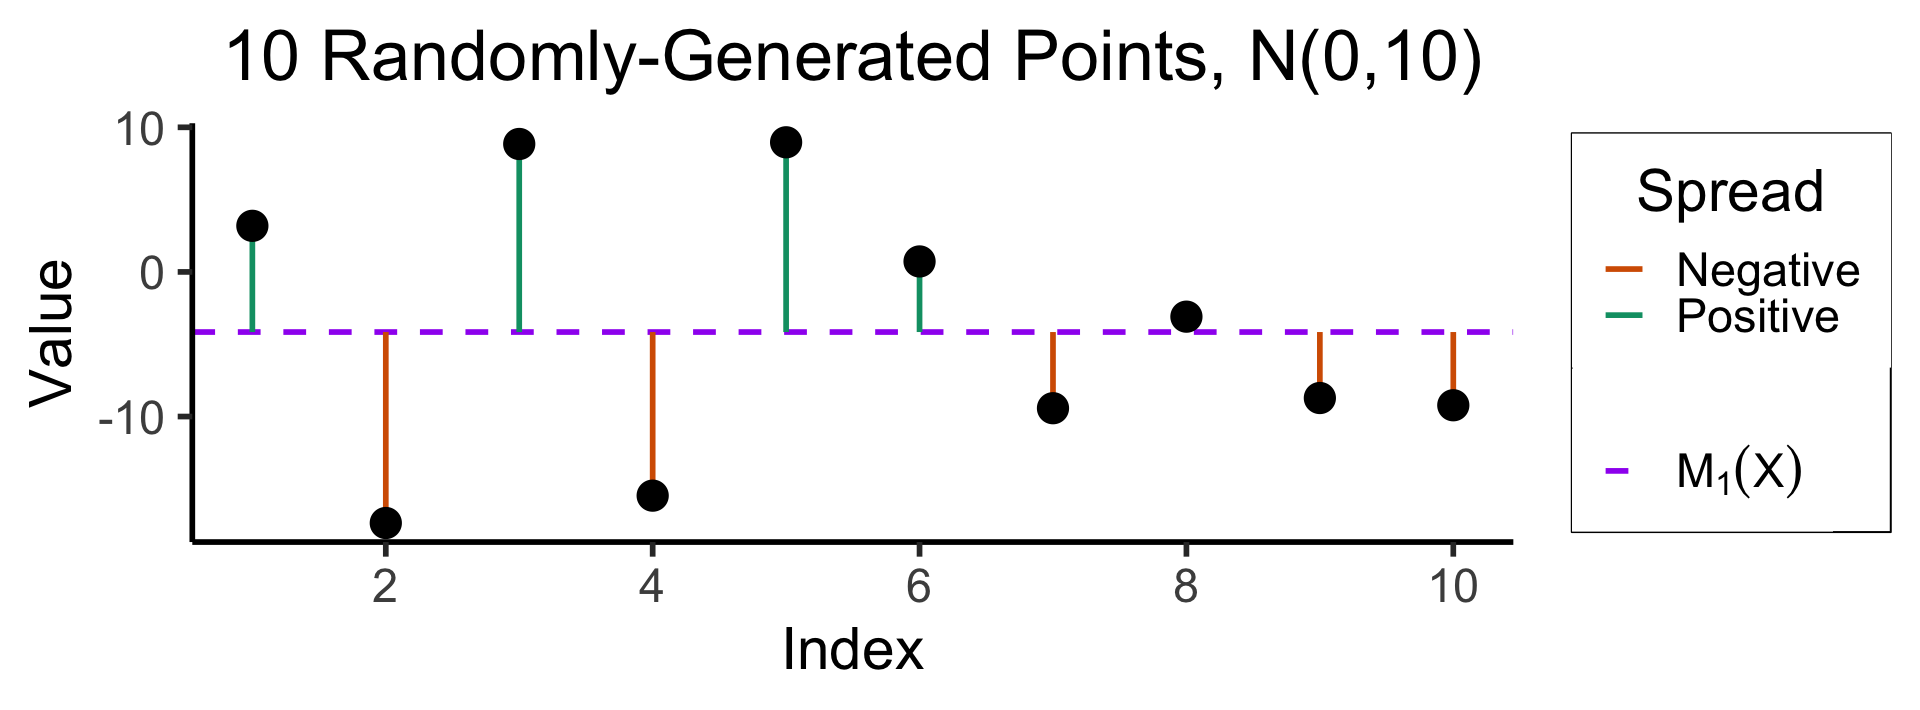 10 Randomly-Generated Points, N(0,10)
Value
10
0
-10
2 4 6 8 10
Index
Spread
Negative
Positive
M₁(X)